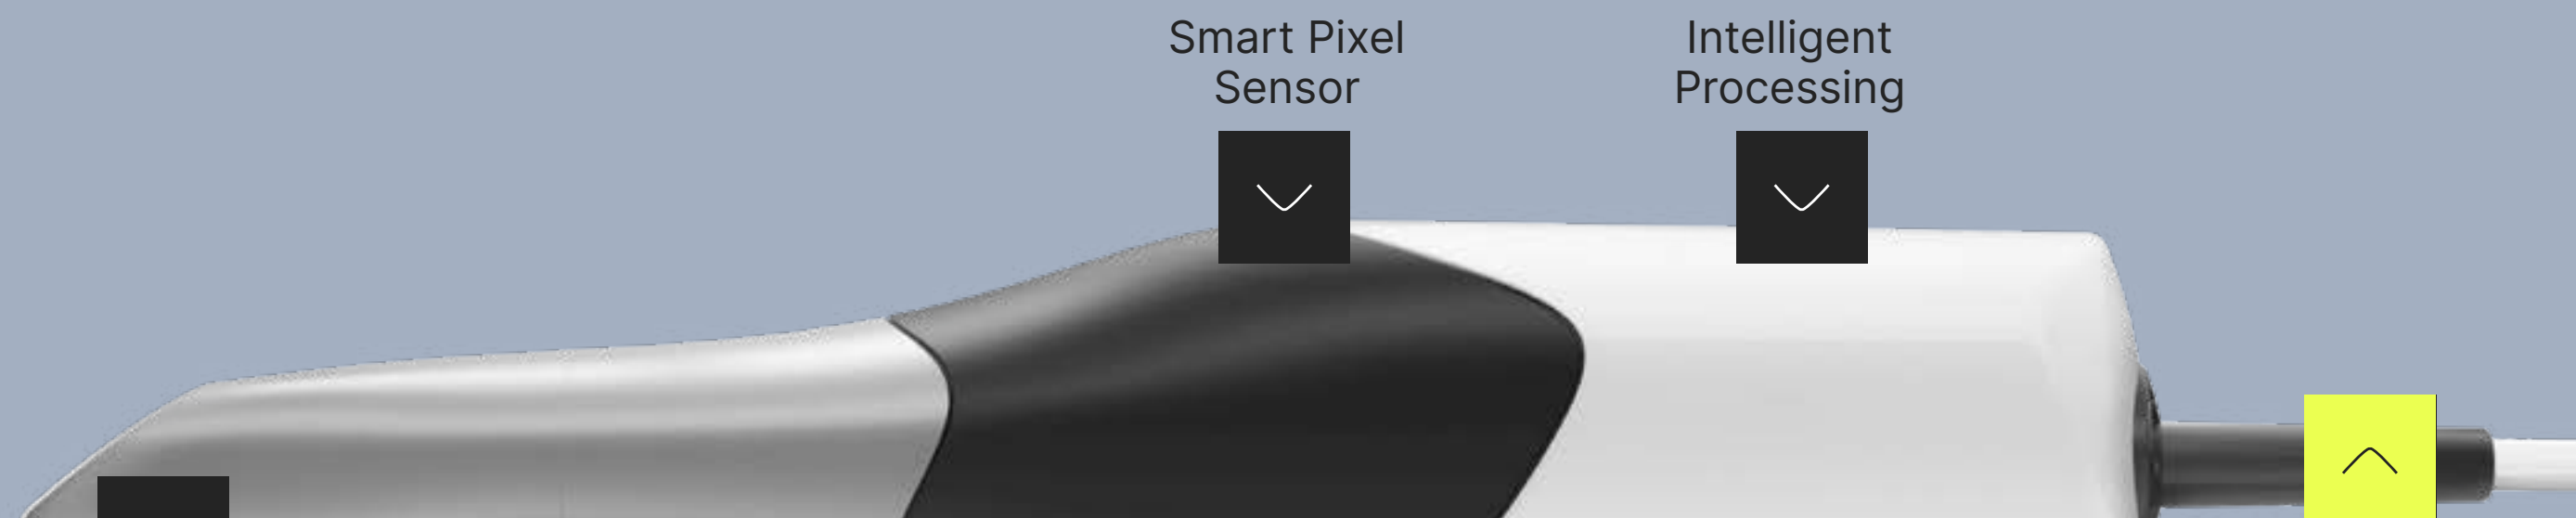 Smart Pixel
Sensor
Intelligent
Processing